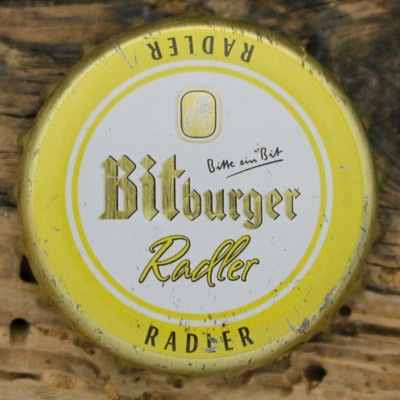 RADLER
Bitte ein Bit
Bitburger
Radler
RADLER